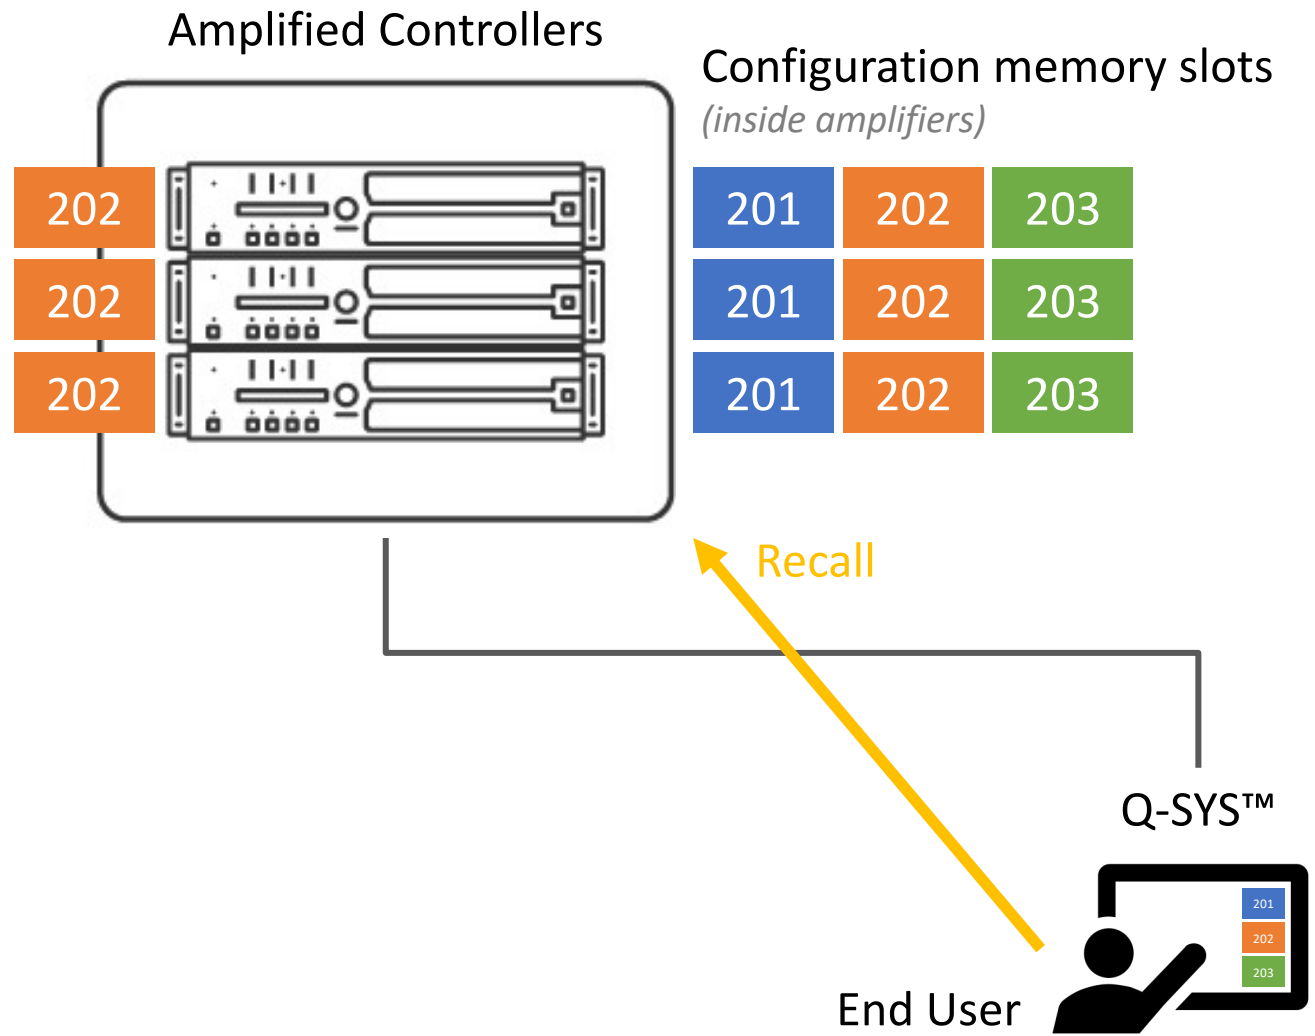 Amplified Controllers
Configuration memory slots
(inside amplifiers)
202 201 202 203
202 201 202 203
202 201 202 203
Recall
Q-SYS™
201
202
203
End User